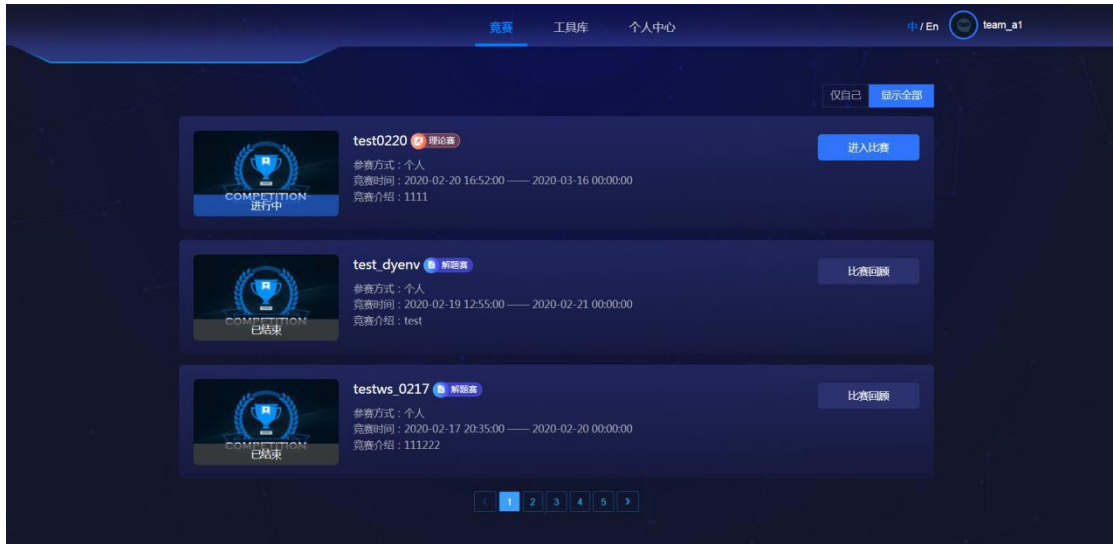 竞赛 工具库 个人中心 中 / En team_a1
仅自己 显示全部
test0220 理论赛
进入比赛
参赛方式：个人
竞赛时间：2020-02-20 16:52:00 —— 2020-03-16 00:00:00
竞赛介绍：1111
COMPETITION
进行中
test_dyenv 解题赛
比赛回顾
参赛方式：个人
竞赛时间：2020-02-19 12:55:00 —— 2020-02-21 00:00:00
竞赛介绍：test
COMPETITION
已结束
testws_0217 解题赛
比赛回顾
参赛方式：个人
竞赛时间：2020-02-17 20:35:00 —— 2020-02-20 00:00:00
竞赛介绍：111222
COMPETITION
已结束
< 1 2 3 4 5 >